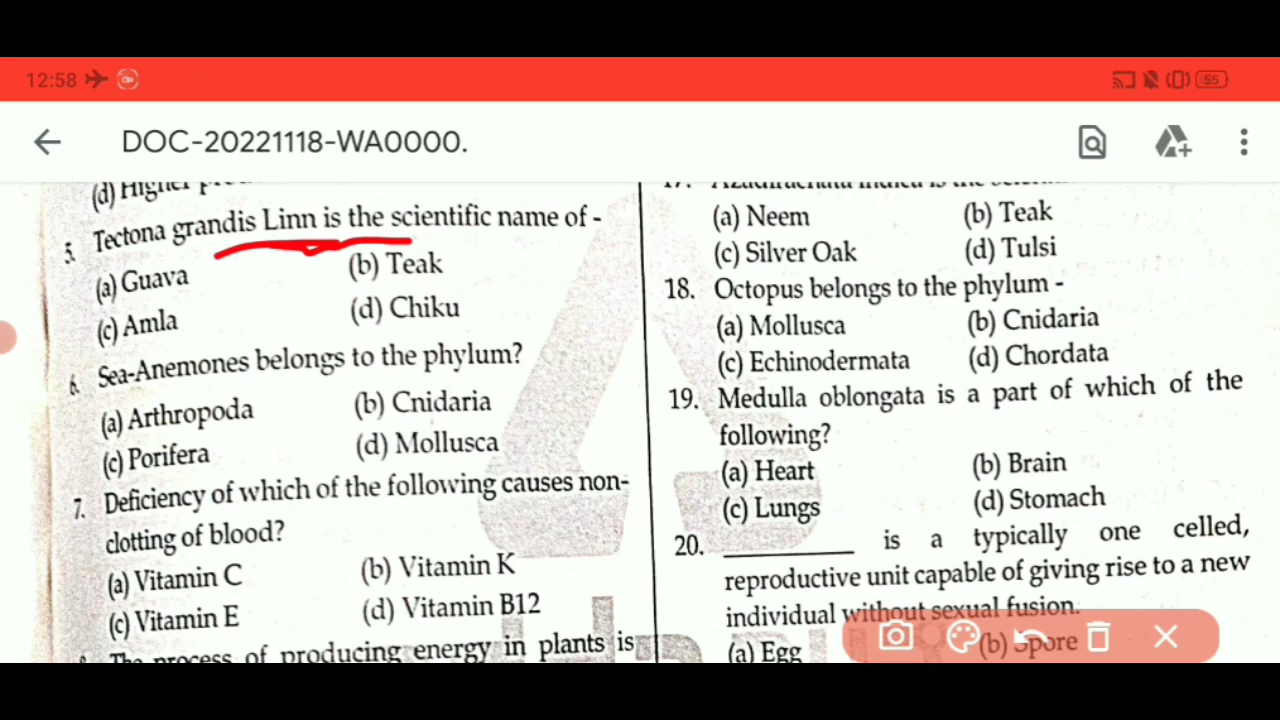 12:58
55
DOC-20221118-WA0000.
(d) Higher
5. Tectona grandis Linn is the scientific name of -
(a) Guava (b) Teak
(c) Amla (d) Chiku
6. Sea-Anemones belongs to the phylum?
(a) Arthropoda (b) Cnidaria
(c) Porifera (d) Mollusca
7. Deficiency of which of the following causes non-
clotting of blood?
(a) Vitamin C (b) Vitamin K
(c) Vitamin E (d) Vitamin B12
The process of producing energy in plants is
17.
(a) Neem (b) Teak
(c) Silver Oak (d) Tulsi
18. Octopus belongs to the phylum -
(a) Mollusca (b) Cnidaria
(c) Echinodermata (d) Chordata
19. Medulla oblongata is a part of which of the
following?
(a) Heart (b) Brain
(c) Lungs (d) Stomach
20. __________ is a typically one celled,
reproductive unit capable of giving rise to a new
individual without sexual fusion.
(a) Egg (b) Spore